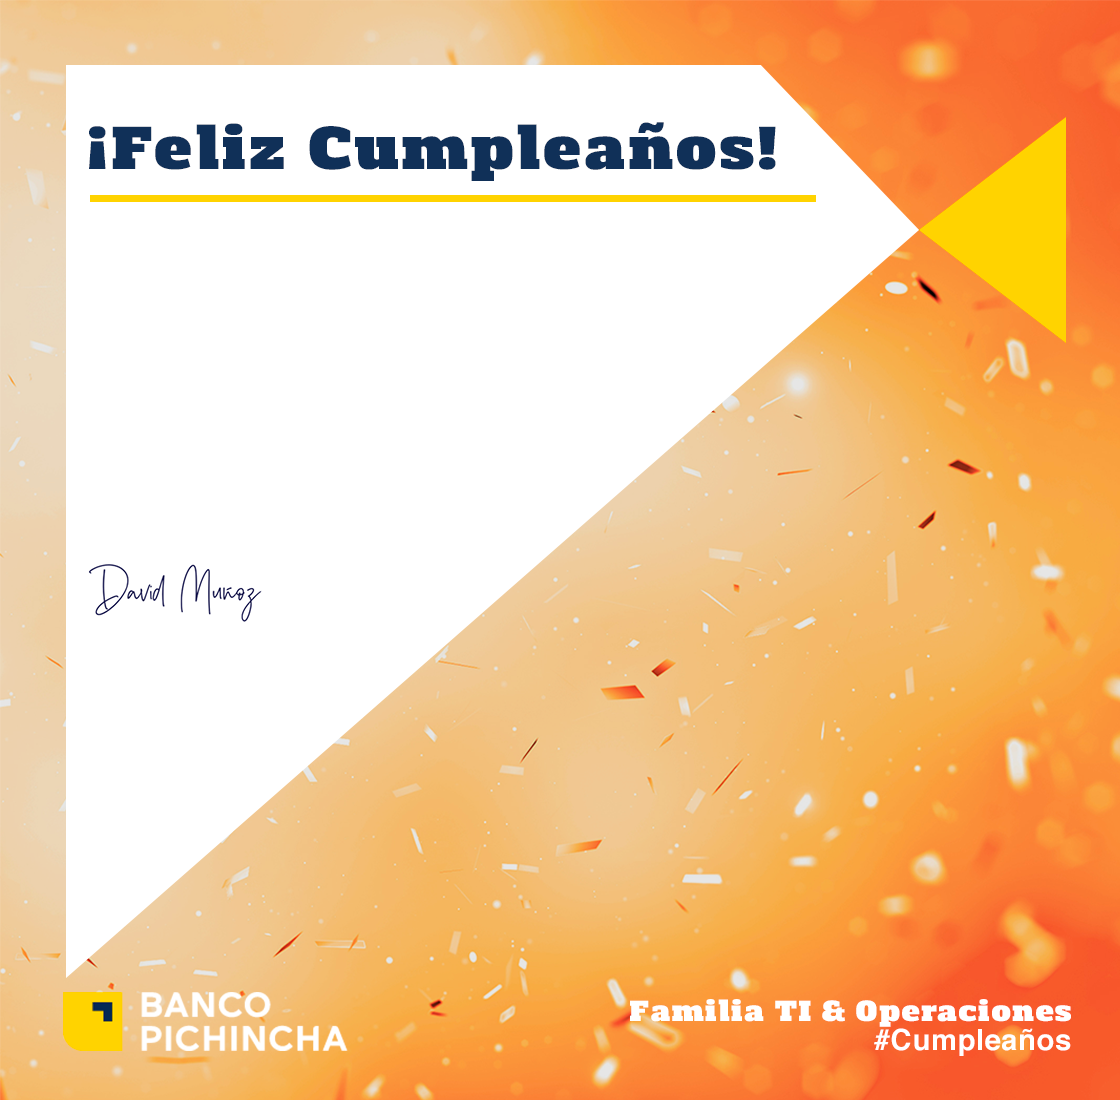 ¡Feliz Cumpleaños!
David Muñoz
BANCO
PICHINCHA
Familia TI & Operaciones
#Cumpleaños